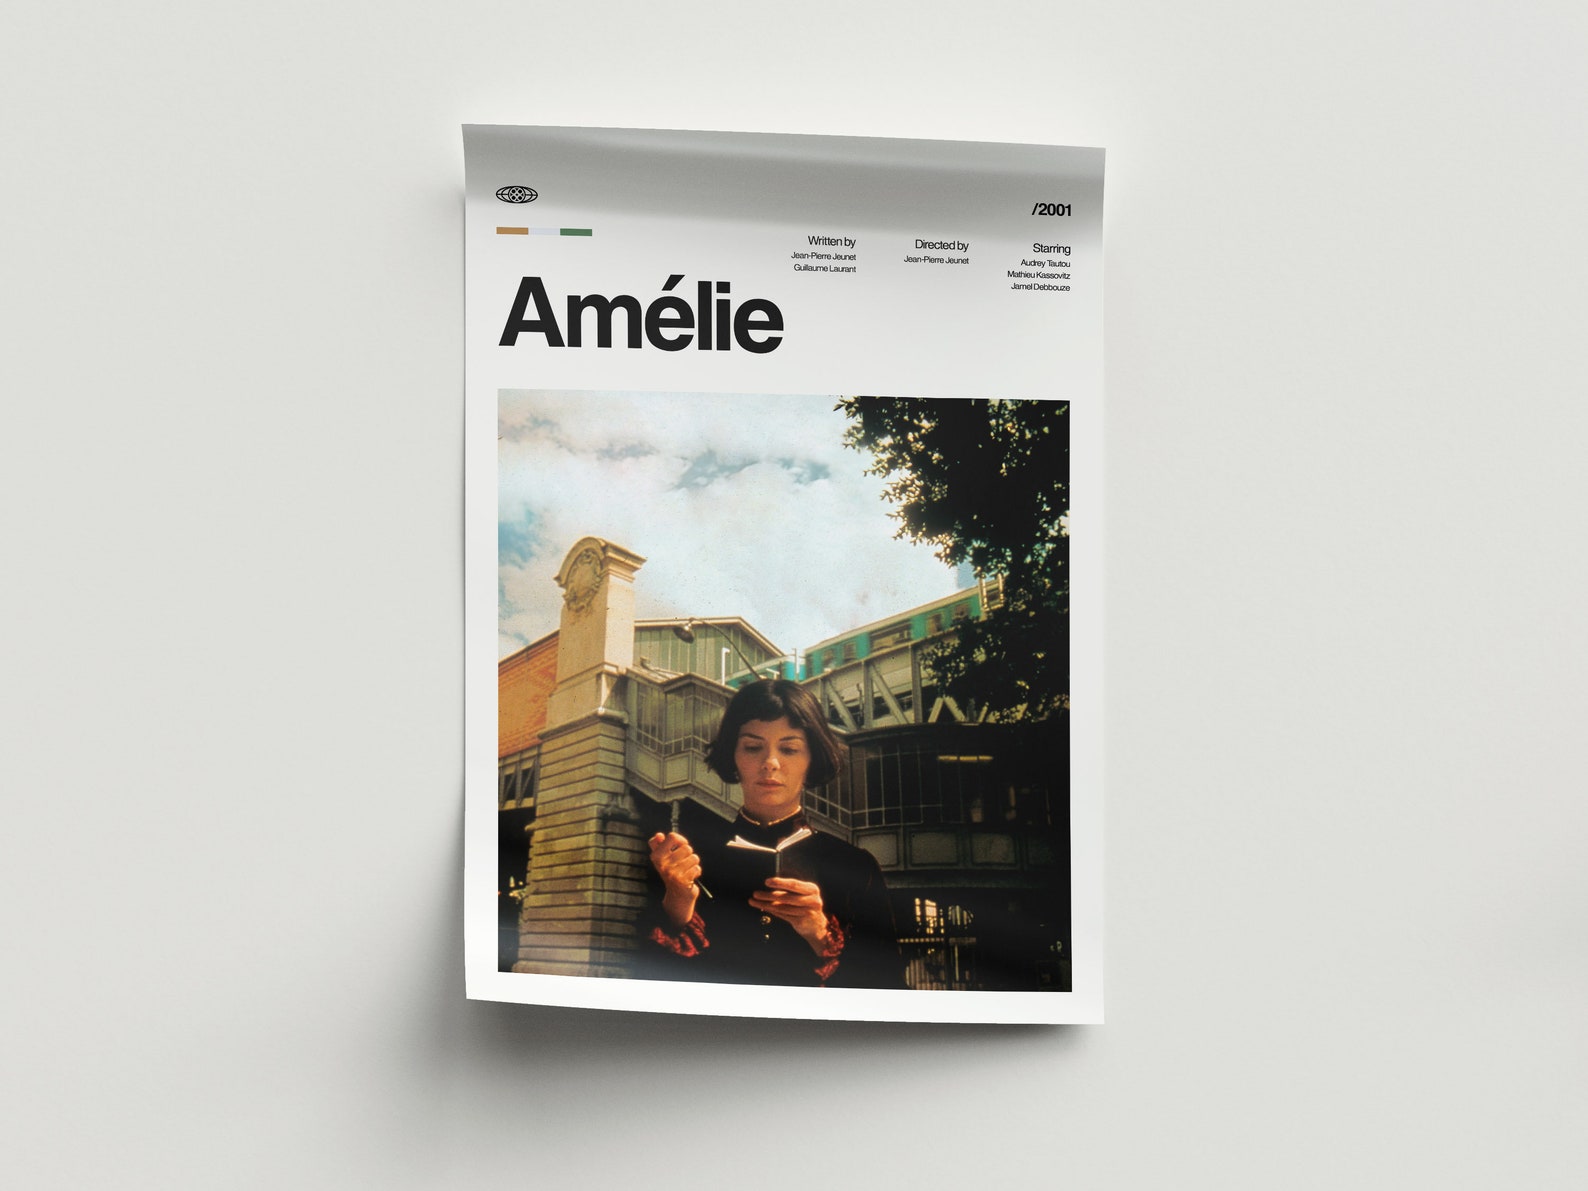 /2001
Written by
Jean-Pierre Jeunet
Guillaume Laurant
Directed by
Jean-Pierre Jeunet
Starring
Audrey Tautou
Mathieu Kassovitz
Jamel Debbouze
Amélie